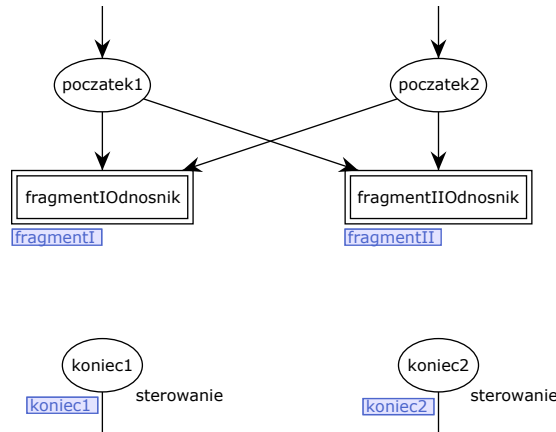 poczatek1
poczatek2
fragmentIOdnosnik
fragmentIIOdnosnik
fragmentI
fragmentII
koniec1
koniec2
sterowanie
sterowanie
koniec1
koniec2